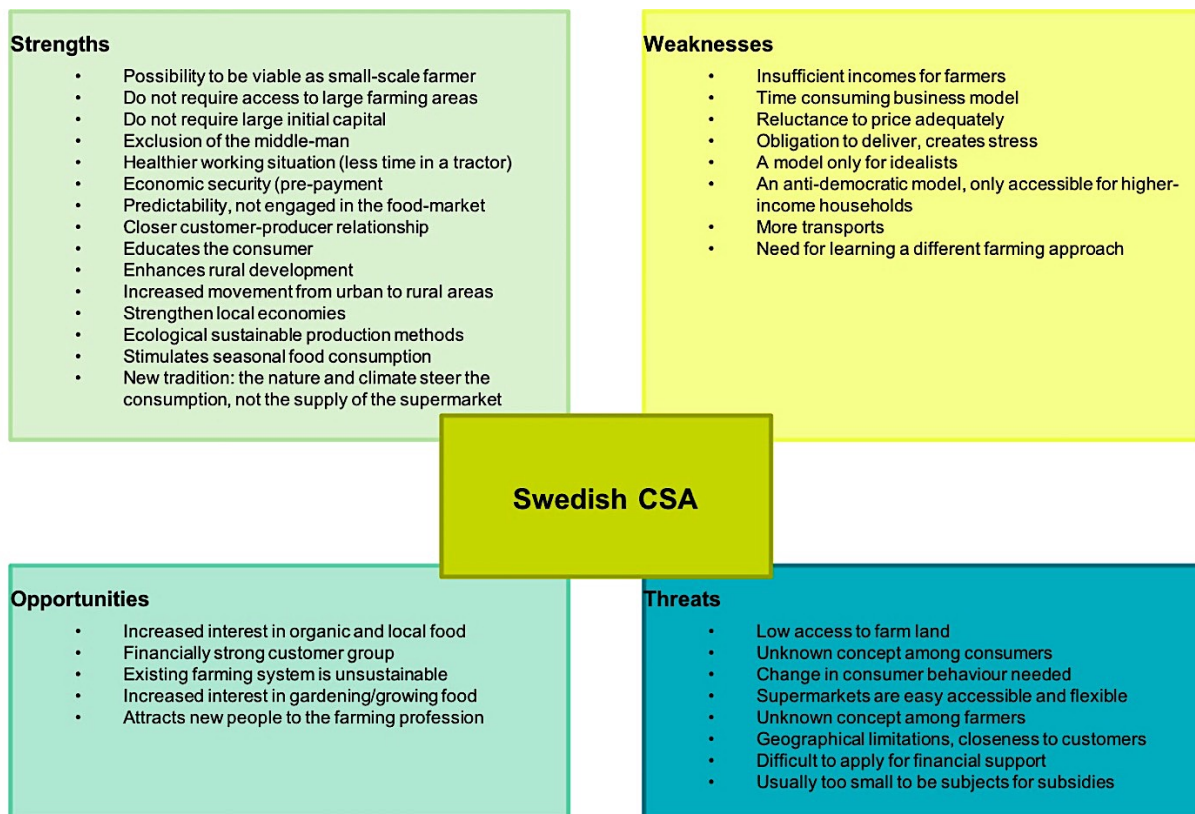 Strengths
• Possibility to be viable as small-scale farmer
• Do not require access to large farming areas
• Do not require large initial capital
• Exclusion of the middle-man
• Healthier working situation (less time in a tractor)
• Economic security (pre-payment
• Predictability, not engaged in the food-market
• Closer customer-producer relationship
• Educates the consumer
• Enhances rural development
• Increased movement from urban to rural areas
• Strengthen local economies
• Ecological sustainable production methods
• Stimulates seasonal food consumption
• New tradition: the nature and climate steer the
consumption, not the supply of the supermarket
Weaknesses
• Insufficient incomes for farmers
• Time consuming business model
• Reluctance to price adequately
• Obligation to deliver, creates stress
• A model only for idealists
• An anti-democratic model, only accessible for higher-
income households
• More transports
• Need for learning a different farming approach
Swedish CSA
Opportunities
• Increased interest in organic and local food
• Financially strong customer group
• Existing farming system is unsustainable
• Increased interest in gardening/growing food
• Attracts new people to the farming profession
Threats
• Low access to farm land
• Unknown concept among consumers
• Change in consumer behaviour needed
• Supermarkets are easy accessible and flexible
• Unknown concept among farmers
• Geographical limitations, closeness to customers
• Difficult to apply for financial support
• Usually too small to be subjects for subsidies